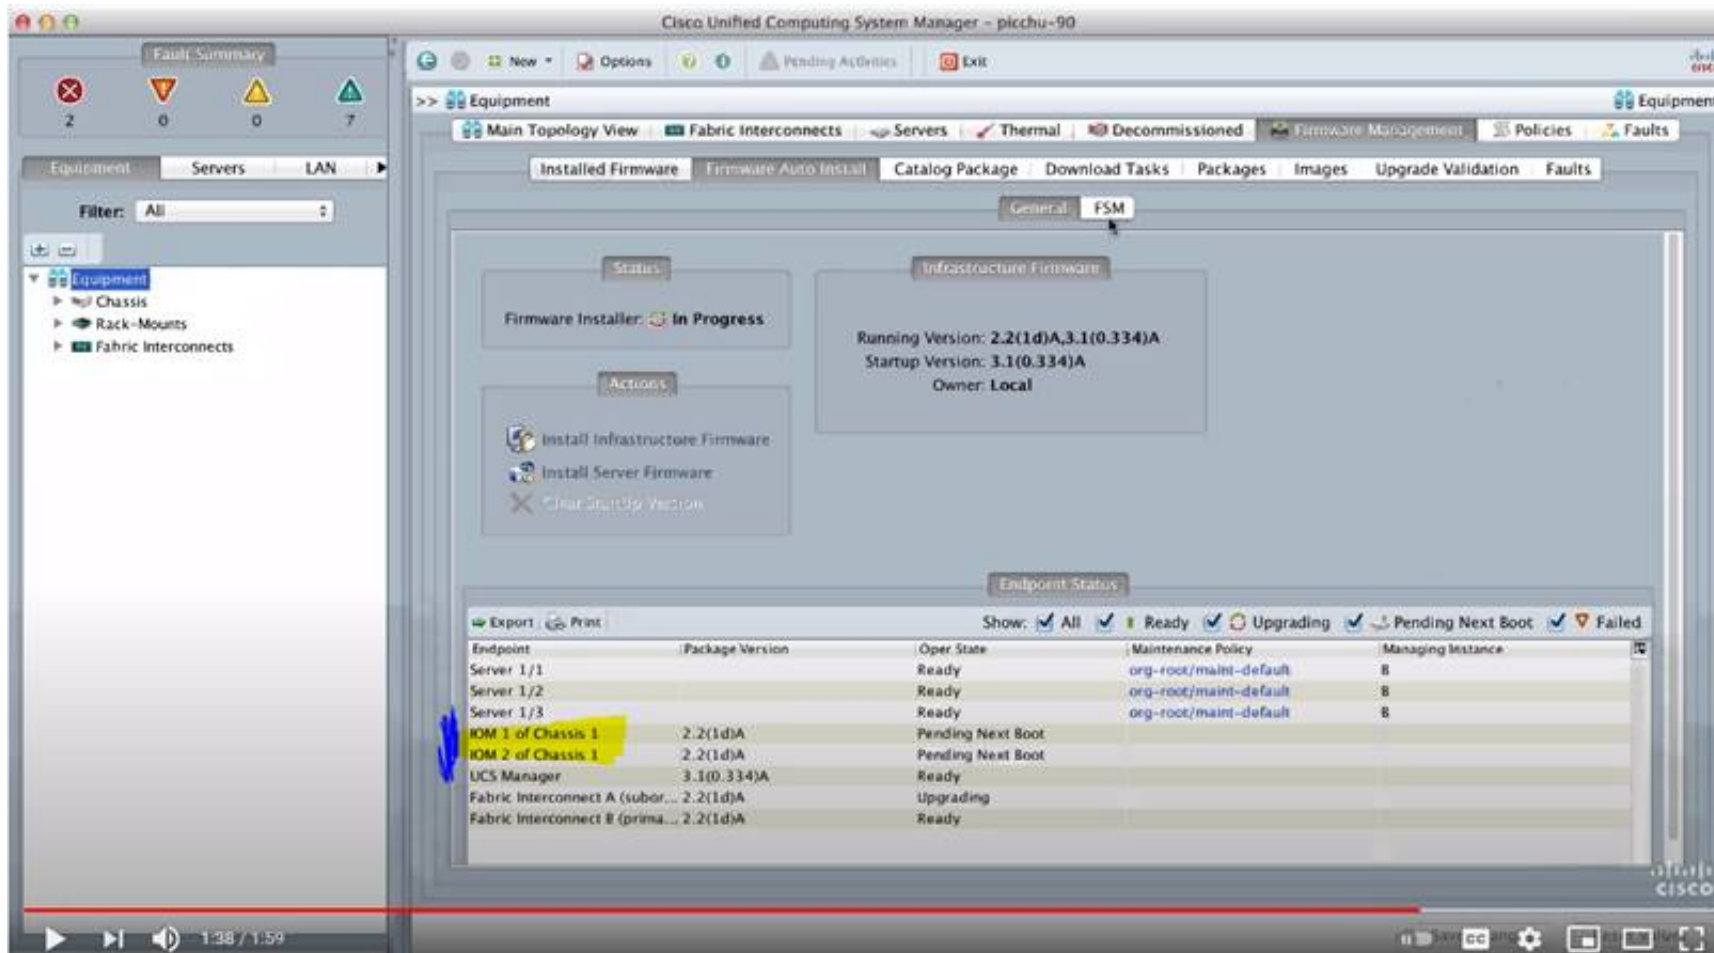 Cisco Unified Computing System Manager - picchu-90
Fault Summary
2 0 0 7
New Options Pending Activities Exit
>> Equipment Equipment
Main Topology View Fabric Interconnects Servers Thermal Decommissioned Firmware Management Policies Faults
Equipment Servers LAN
Installed Firmware Firmware Auto Install Catalog Package Download Tasks Packages Images Upgrade Validation Faults
Filter: All
General FSM
Equipment
Chassis
Rack-Mounts
Fabric Interconnects
Status
Firmware Installer: In Progress
Infrastructure Firmware
Running Version: 2.2(1d)A,3.1(0.334)A
Startup Version: 3.1(0.334)A
Owner: Local
Actions
Install Infrastructure Firmware
Install Server Firmware
Clear StartUp Version
Endpoint Status
Export Print Show: All Ready Upgrading Pending Next Boot Failed
Endpoint Package Version Oper State Maintenance Policy Managing Instance
Server 1/1 Ready org-root/maint-default B
Server 1/2 Ready org-root/maint-default B
Server 1/3 Ready org-root/maint-default B
IOM 1 of Chassis 1 2.2(1d)A Pending Next Boot
IOM 2 of Chassis 1 2.2(1d)A Pending Next Boot
UCS Manager 3.1(0.334)A Ready
Fabric Interconnect A (subor... 2.2(1d)A Upgrading
Fabric Interconnect B (prima... 2.2(1d)A Ready
CISCO
1:38 / 1:59
CC